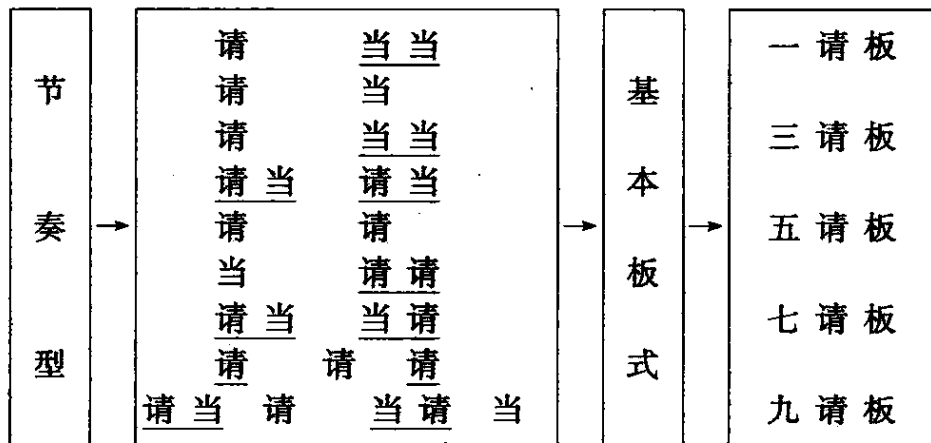 节奏型
请 当当
请 当
请 当当
请当 请当
请 请
当 请请
请当 当请
请 请 请
请当 请 当请 当
基本板式
一请板
三请板
五请板
七请板
九请板